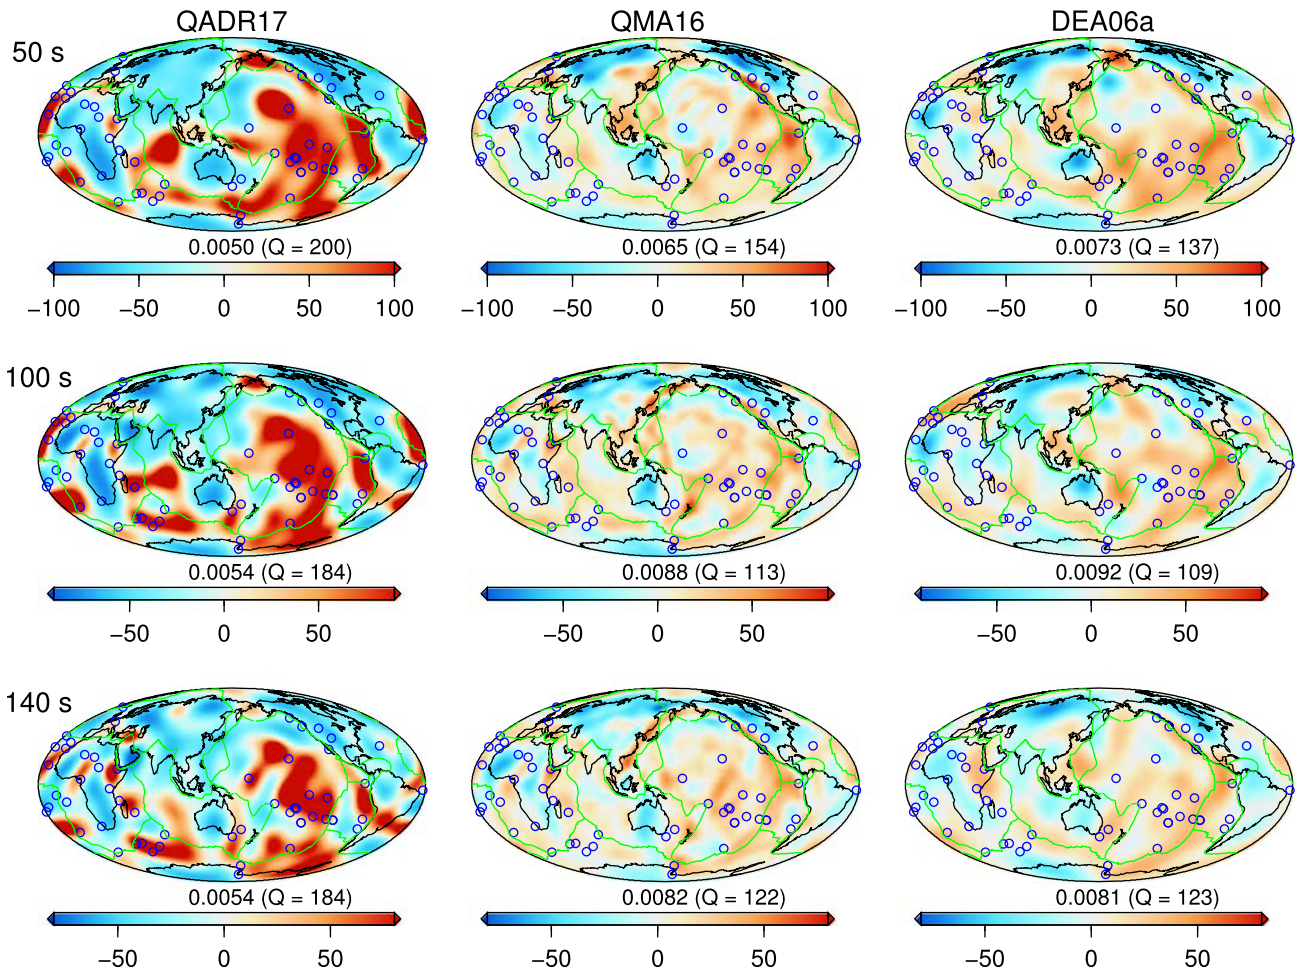 QADR17 QMA16 DEA06a
50 s
0.0050 (Q = 200) 0.0065 (Q = 154) 0.0073 (Q = 137)
−100 −50 0 50 100 −100 −50 0 50 100 −100 −50 0 50 100
100 s
0.0054 (Q = 184) 0.0088 (Q = 113) 0.0092 (Q = 109)
−50 0 50 −50 0 50 −50 0 50
140 s
0.0054 (Q = 184) 0.0082 (Q = 122) 0.0081 (Q = 123)
−50 0 50 −50 0 50 −50 0 50